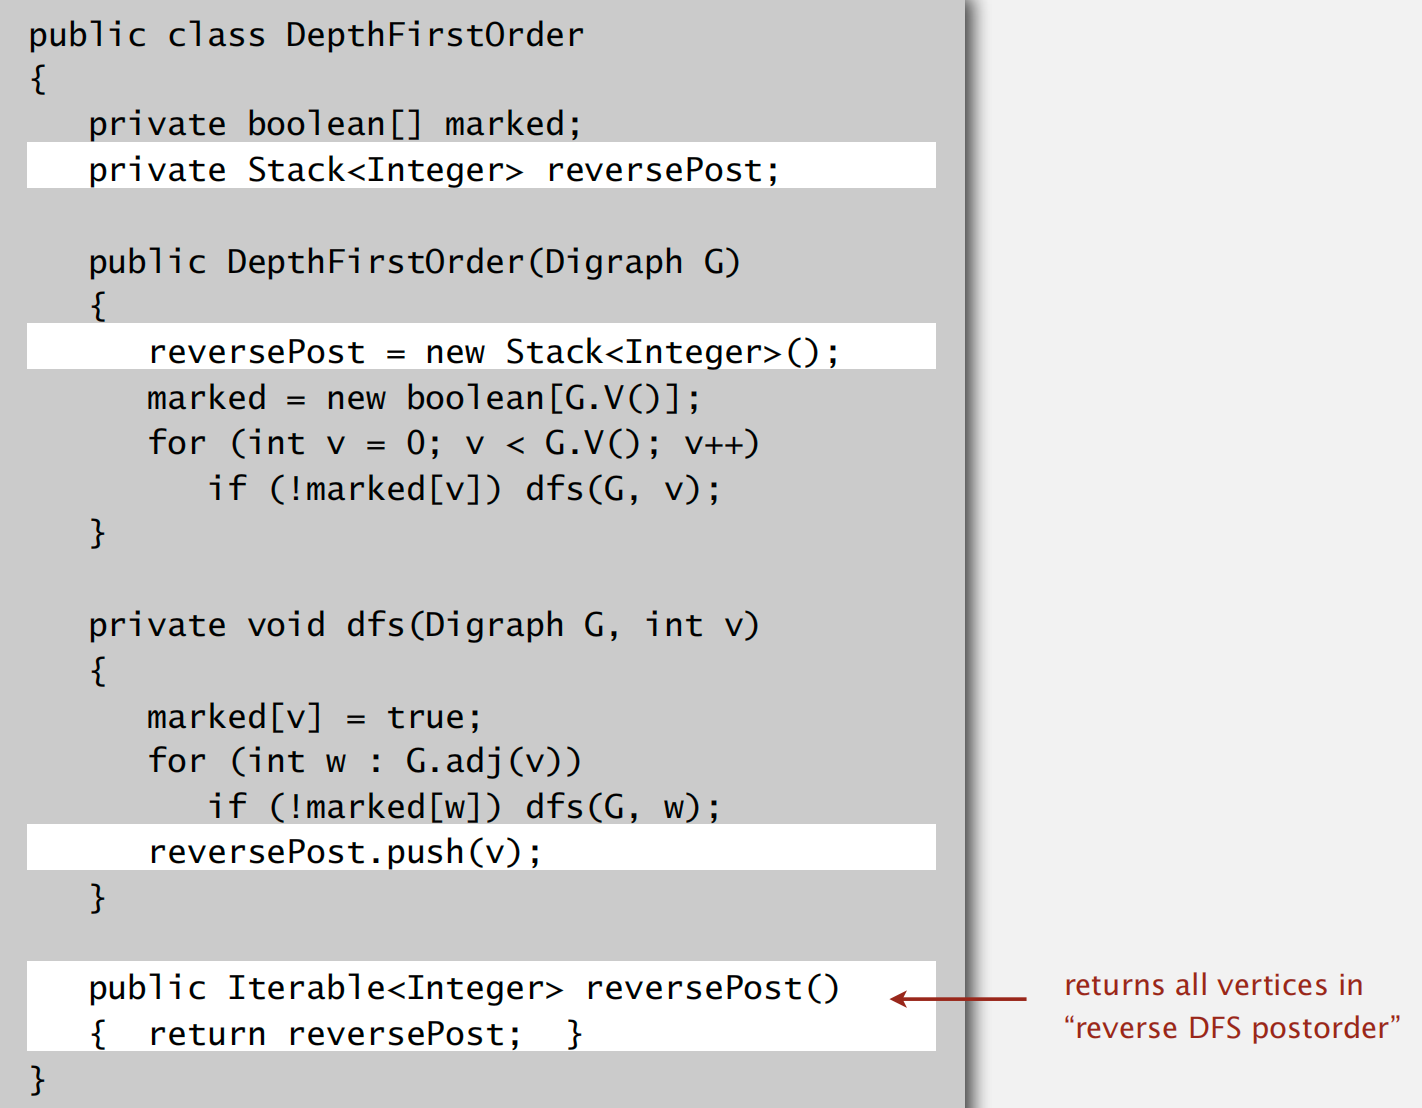 public class DepthFirstOrder
{
   private boolean[] marked;
   private Stack<Integer> reversePost;

   public DepthFirstOrder(Digraph G)
   {
      reversePost = new Stack<Integer>();
      marked = new boolean[G.V()];
      for (int v = 0; v < G.V(); v++)
         if (!marked[v]) dfs(G, v);
   }

   private void dfs(Digraph G, int v)
   {
      marked[v] = true;
      for (int w : G.adj(v))
         if (!marked[w]) dfs(G, w);
      reversePost.push(v);
   }

   public Iterable<Integer> reversePost()
   {  return reversePost;  }
}
returns all vertices in
“reverse DFS postorder”